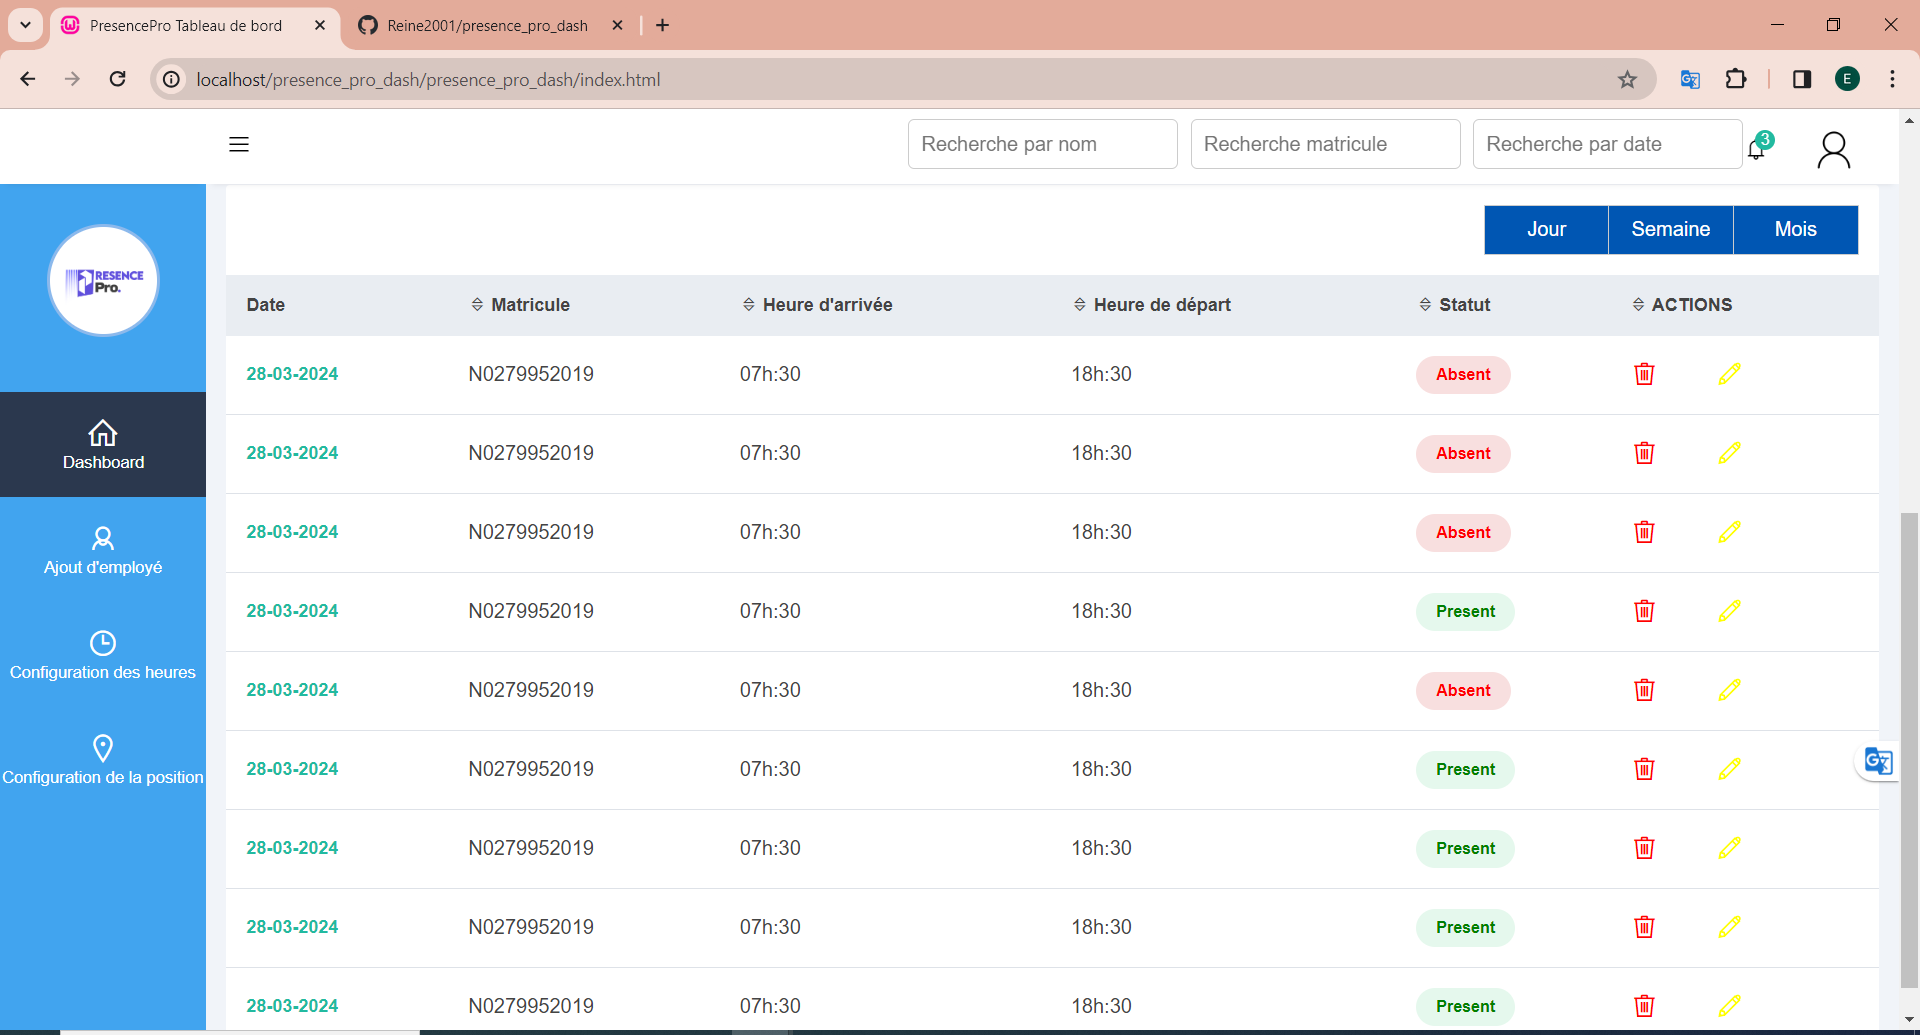 PresencePro Tableau de bord
Reine2001/presence_pro_dash
localhost/presence_pro_dash/presence_pro_dash/index.html
E
Recherche par nom
Recherche matricule
Recherche par date
3
RESENCE
Pro.
Dashboard
Ajout d'employé
Configuration des heures
Configuration de la position
Jour Semaine Mois
Date Matricule Heure d'arrivée Heure de départ Statut ACTIONS
28-03-2024 N0279952019 07h:30 18h:30 Absent
28-03-2024 N0279952019 07h:30 18h:30 Absent
28-03-2024 N0279952019 07h:30 18h:30 Absent
28-03-2024 N0279952019 07h:30 18h:30 Present
28-03-2024 N0279952019 07h:30 18h:30 Absent
28-03-2024 N0279952019 07h:30 18h:30 Present
28-03-2024 N0279952019 07h:30 18h:30 Present
28-03-2024 N0279952019 07h:30 18h:30 Present
28-03-2024 N0279952019 07h:30 18h:30 Present